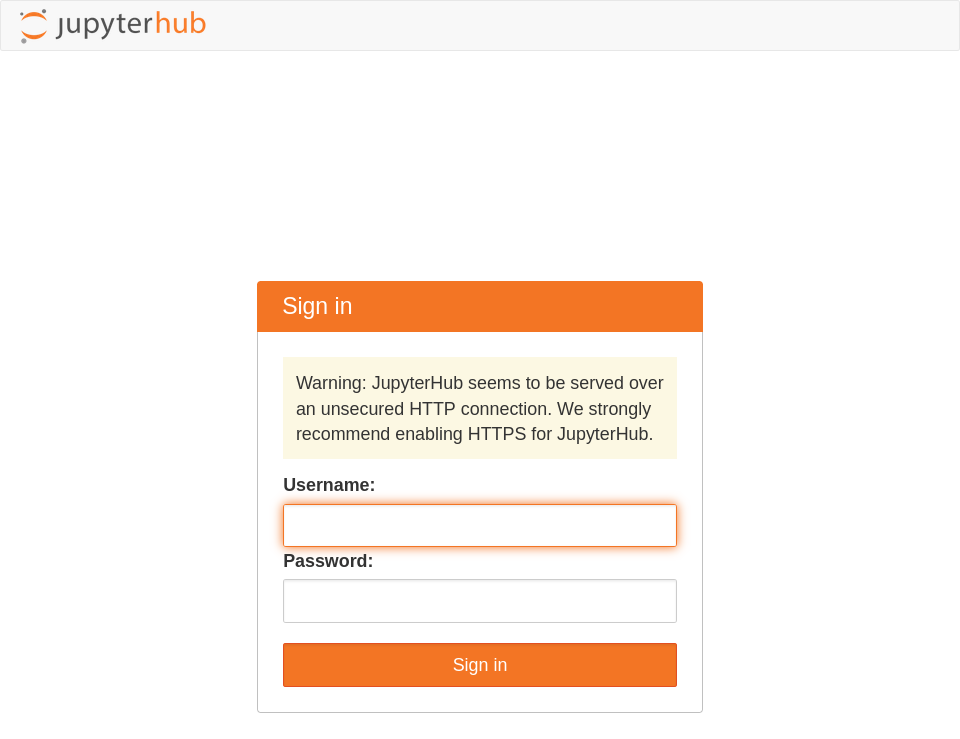 jupyterhub
Sign in
Warning: JupyterHub seems to be served over
an unsecured HTTP connection. We strongly
recommend enabling HTTPS for JupyterHub.
Username:
Password:
Sign in